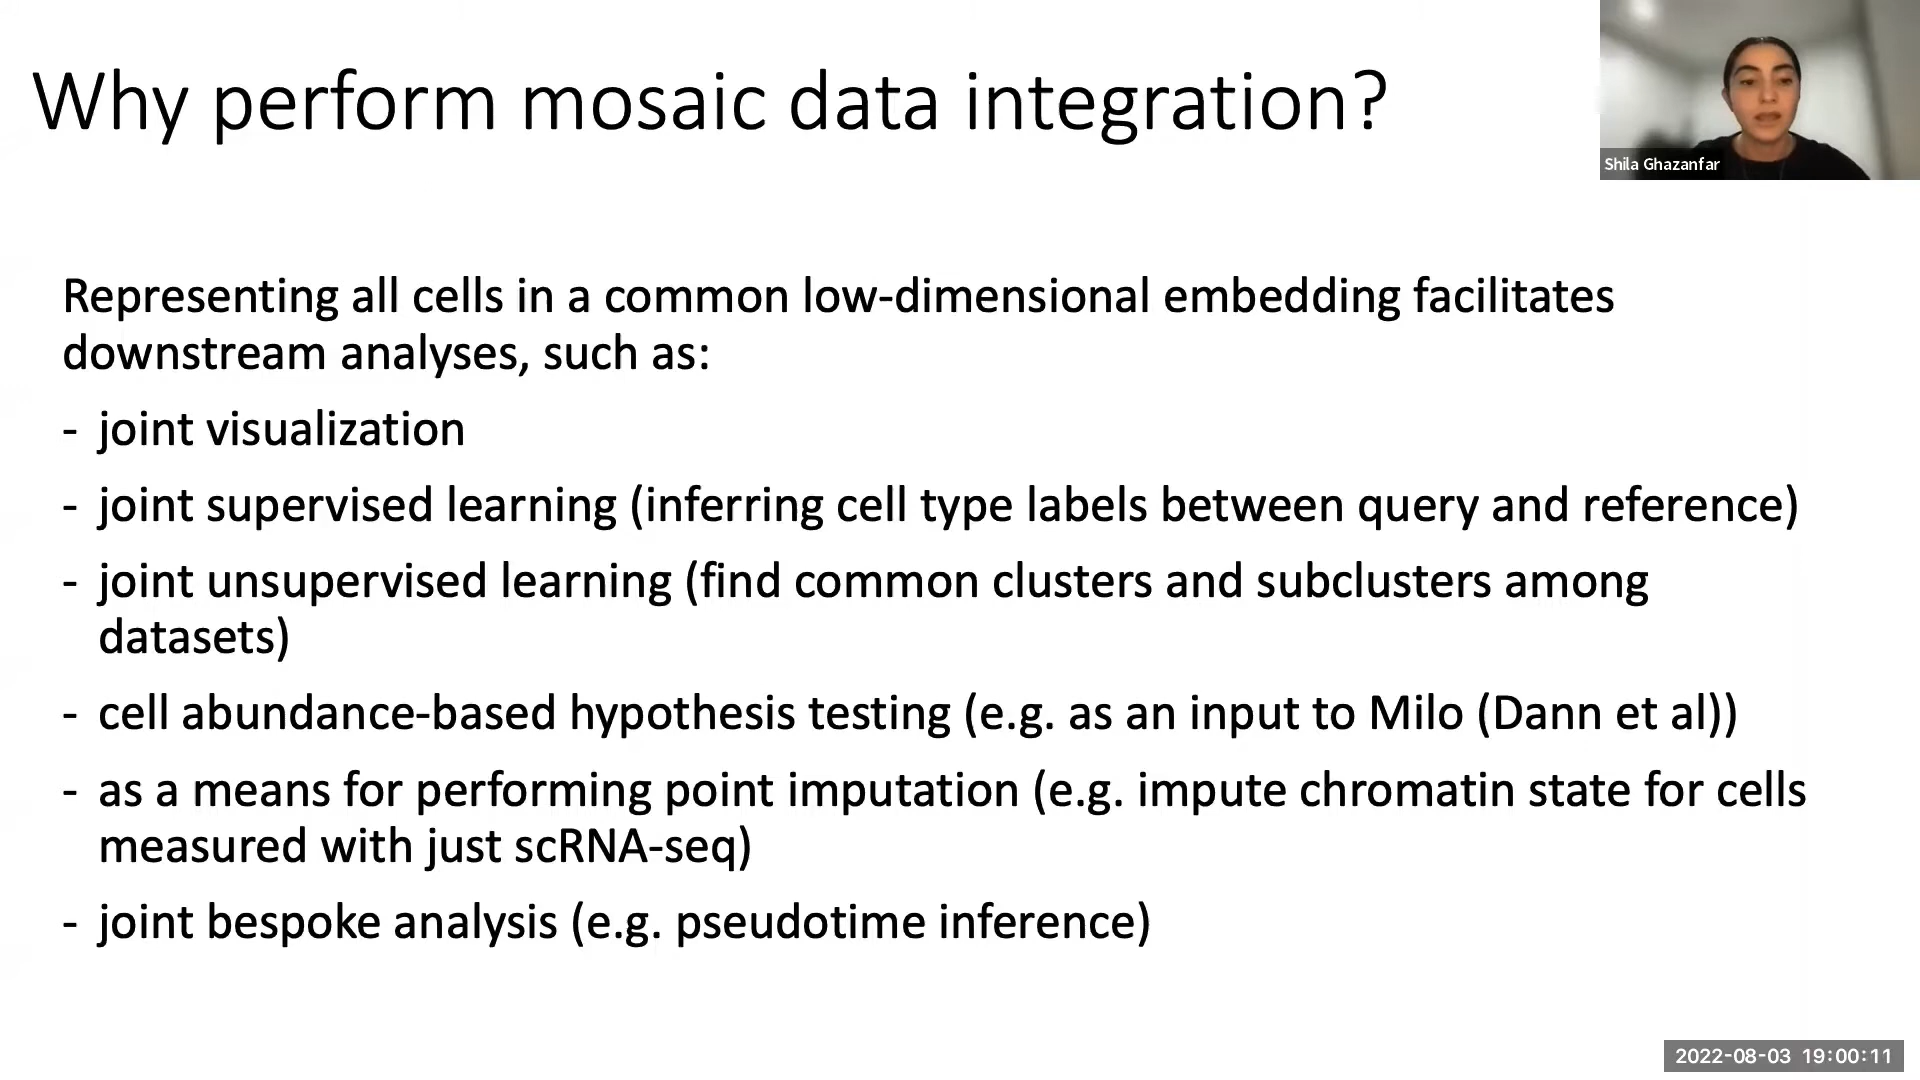 Why perform mosaic data integration?
Shila Ghazanfar
Representing all cells in a common low-dimensional embedding facilitates
downstream analyses, such as:
- joint visualization
- joint supervised learning (inferring cell type labels between query and reference)
- joint unsupervised learning (find common clusters and subclusters among
datasets)
- cell abundance-based hypothesis testing (e.g. as an input to Milo (Dann et al))
- as a means for performing point imputation (e.g. impute chromatin state for cells
measured with just scRNA-seq)
- joint bespoke analysis (e.g. pseudotime inference)
2022-08-03 19:00:11